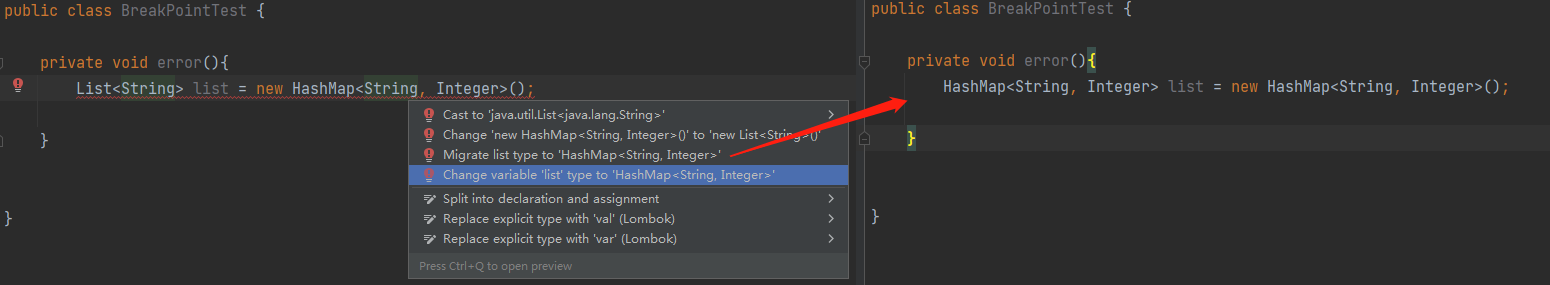 public class BreakPointTest {
private void error(){
List<String> list = new HashMap<String, Integer>();
Cast to 'java.util.List<java.lang.String>'
Change 'new HashMap<String, Integer>()' to 'new List<String>()'
Migrate list type to 'HashMap<String, Integer>'
Change variable 'list' type to 'HashMap<String, Integer>'
Split into declaration and assignment
Replace explicit type with 'val' (Lombok)
Replace explicit type with 'var' (Lombok)
Press Ctrl+Q to open preview
}
}
public class BreakPointTest {
private void error(){
HashMap<String, Integer> list = new HashMap<String, Integer>();
}
}